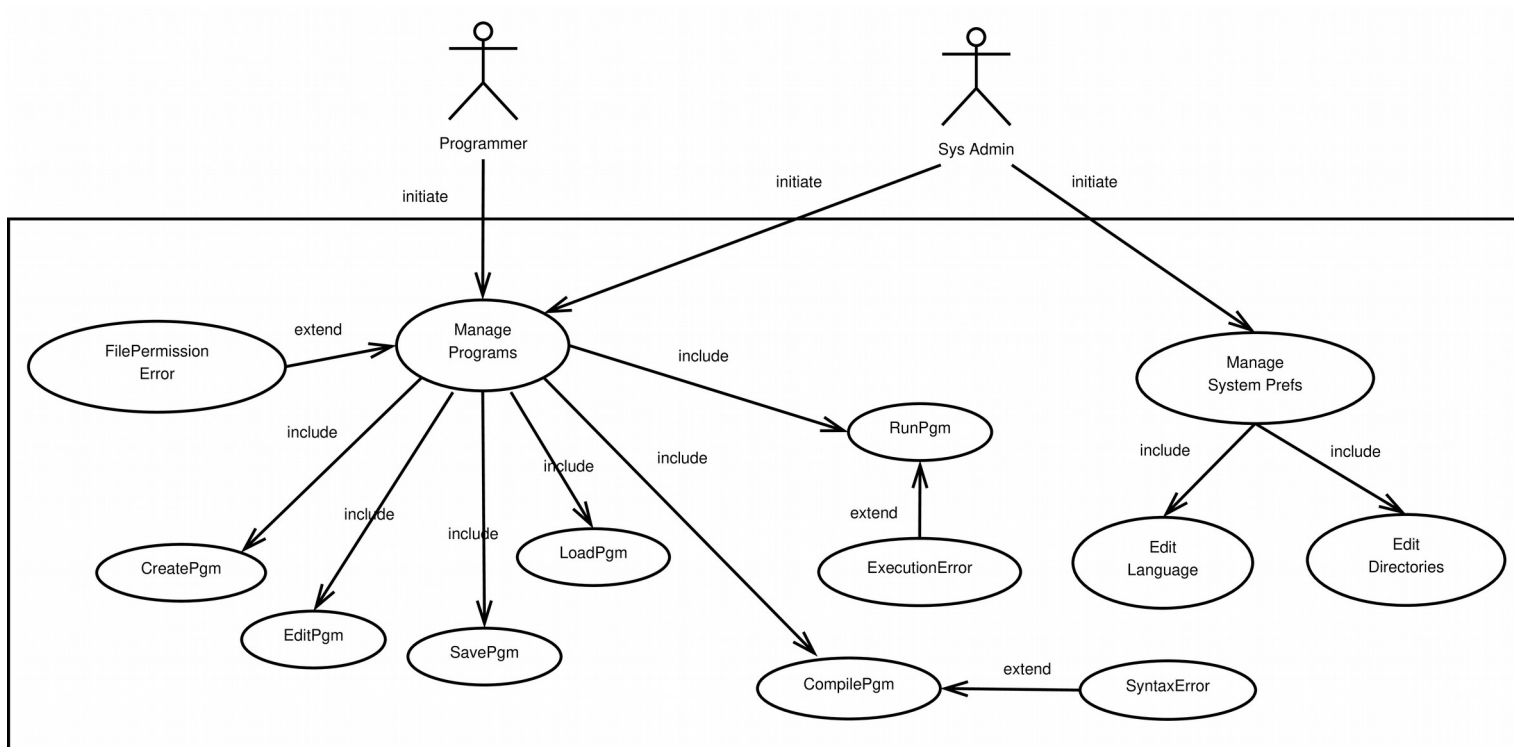 Programmer
Sys Admin
initiate
initiate
initiate
Manage
Programs
extend
FilePermission
Error
include
Manage
System Prefs
RunPgm
include
include
include
include
include
include
include
extend
CreatePgm
EditPgm
SavePgm
LoadPgm
ExecutionError
Edit
Language
Edit
Directories
CompilePgm
extend
SyntaxError